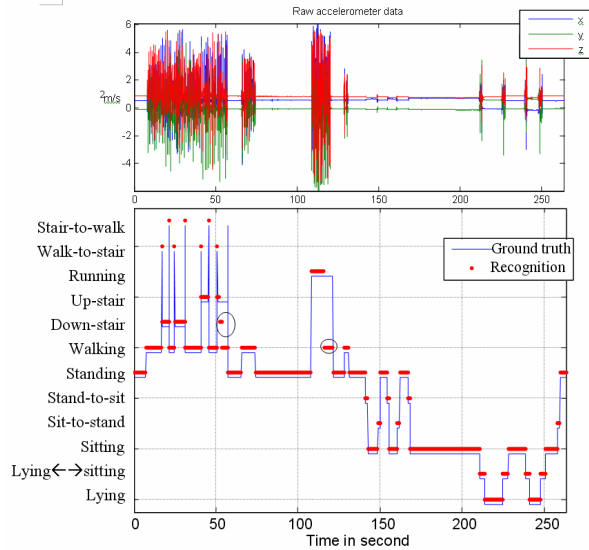 Raw accelerometer data
x
y
z
6
4
2
m/s
2
0
-2
-4
0 50 100 150 200 250
Stair-to-walk
Walk-to-stair
Running
Up-stair
Down-stair
Walking
Standing
Stand-to-sit
Sit-to-stand
Sitting
Lying←→sitting
Lying
Ground truth
Recognition
0 50 100 150 200 250
Time in second